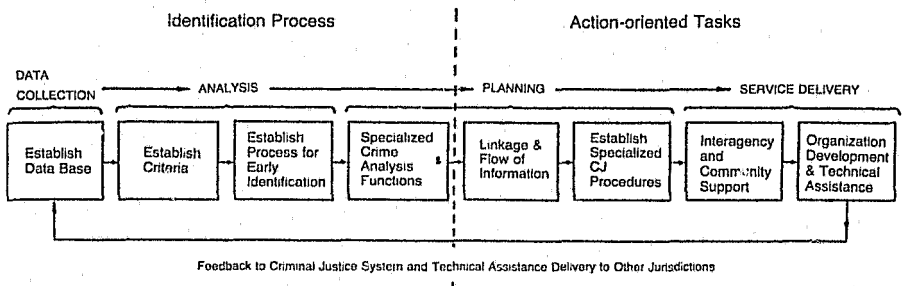 Identification Process
Action-oriented Tasks
DATA
COLLECTION
ANALYSIS
PLANNING
SERVICE DELIVERY
Establish
Data Base
Establish
Criteria
Establish
Process for
Early
Identification
Specialized
Crime
Analysis
Functions
Linkage &
Flow of
Information
Establish
Specialized
CJ
Procedures
Interagency
and
Community
Support
Organization
Development
& Technical
Assistance
Feedback to Criminal Justice System and Technical Assistance Delivery to Other Jurisdictions